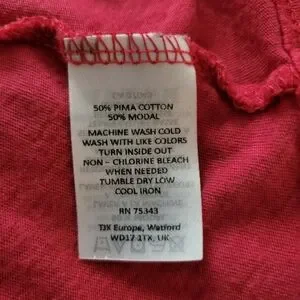 50% PIMA COTTON
50% MODAL
MACHINE WASH COLD
WASH WITH LIKE COLORS
TURN INSIDE OUT
NON - CHLORINE BLEACH
WHEN NEEDED
TUMBLE DRY LOW
COOL IRON
RN 75343
TJX Europe, Watford
WD17 1TX, UK